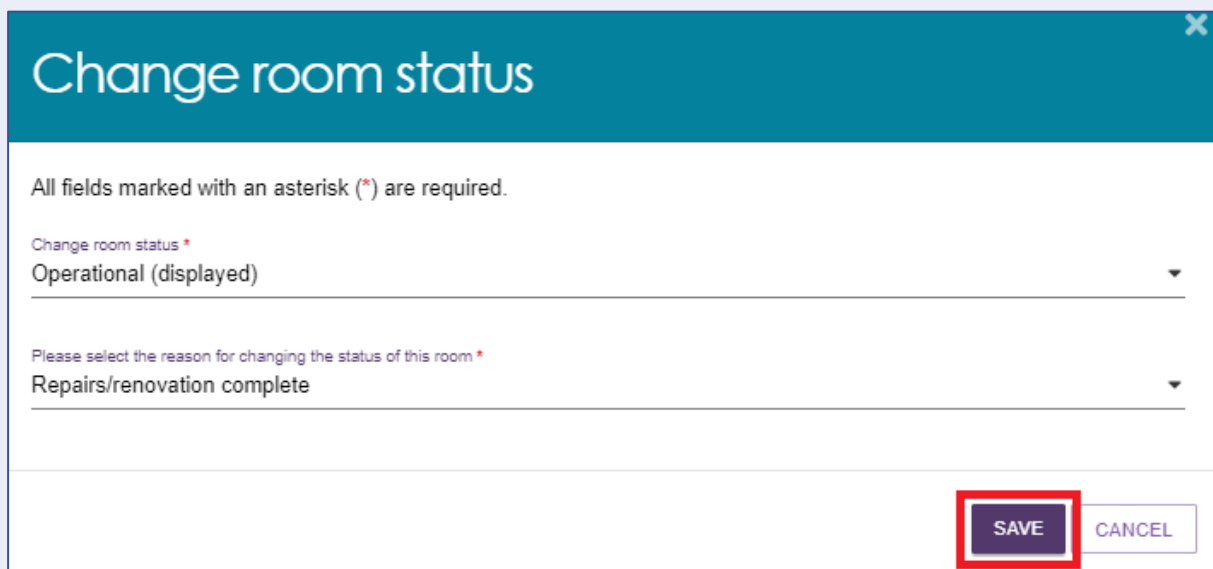 Change room status
All fields marked with an asterisk (*) are required.
Change room status *
Operational (displayed)
Please select the reason for changing the status of this room *
Repairs/renovation complete
SAVE CANCEL